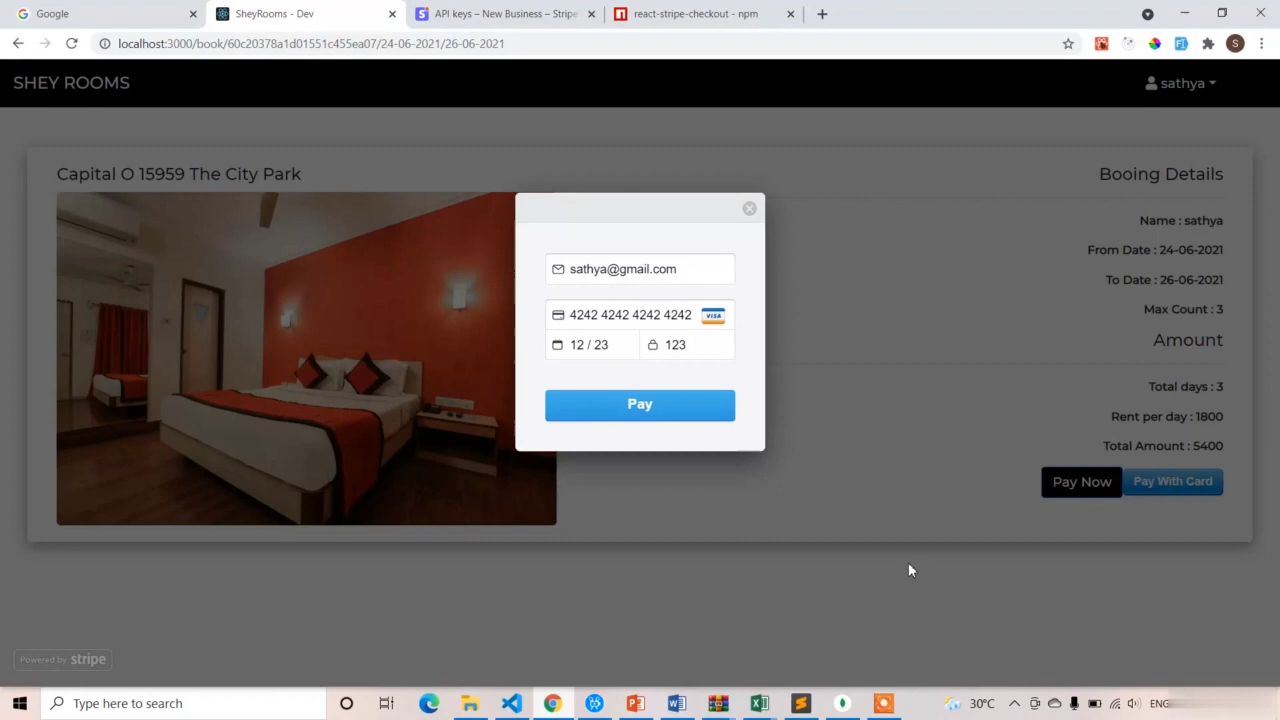 Google
SheyRooms - Dev
API keys – New Business – Stripe
react-stripe-checkout - npm
localhost:3000/book/60c20378a1d01551c455ea07/24-06-2021/26-06-2021
S
SHEY ROOMS
sathya
Capital O 15959 The City Park
Booing Details
Name : sathya
From Date : 24-06-2021
To Date : 26-06-2021
Max Count : 3
Amount
Total days : 3
Rent per day : 1800
Total Amount : 5400
Pay Now
Pay With Card
sathya@gmail.com
4242 4242 4242 4242
VISA
12 / 23
123
Pay
Powered by stripe
Type here to search
30°C
ENG